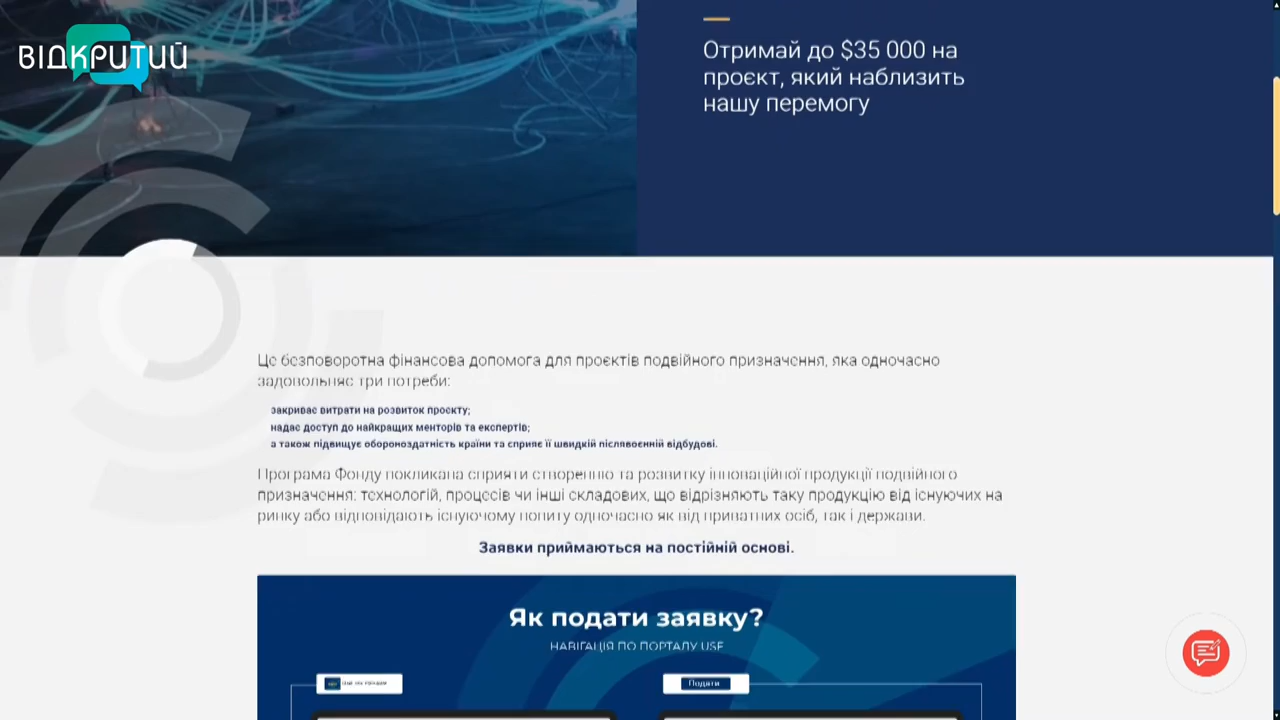 ВІДКРИТИЙ
Отримай до $35 000 на
проєкт, який наблизить
нашу перемогу
Це безповоротна фінансова допомога для проєктів подвійного призначення, яка одночасно
задовольняє три потреби:
закриває витрати на розвиток проєкту;
надає доступ до найкращих менторів та експертів;
а також підвищує обороноздатність країни та сприяє її швидкій післявоєнній відбудові.
Програма Фонду покликана сприяти створенню та розвитку інноваційної продукції подвійного
призначення: технологій, процесів чи інші складових, що відрізняють таку продукцію від існуючих на
ринку або відповідають існуючому попиту одночасно як від приватних осіб, так і держави.
Заявки приймаються на постійній основі.
Як подати заявку?
НАВІГАЦІЯ ПО ПОРТАЛУ USF
Подати